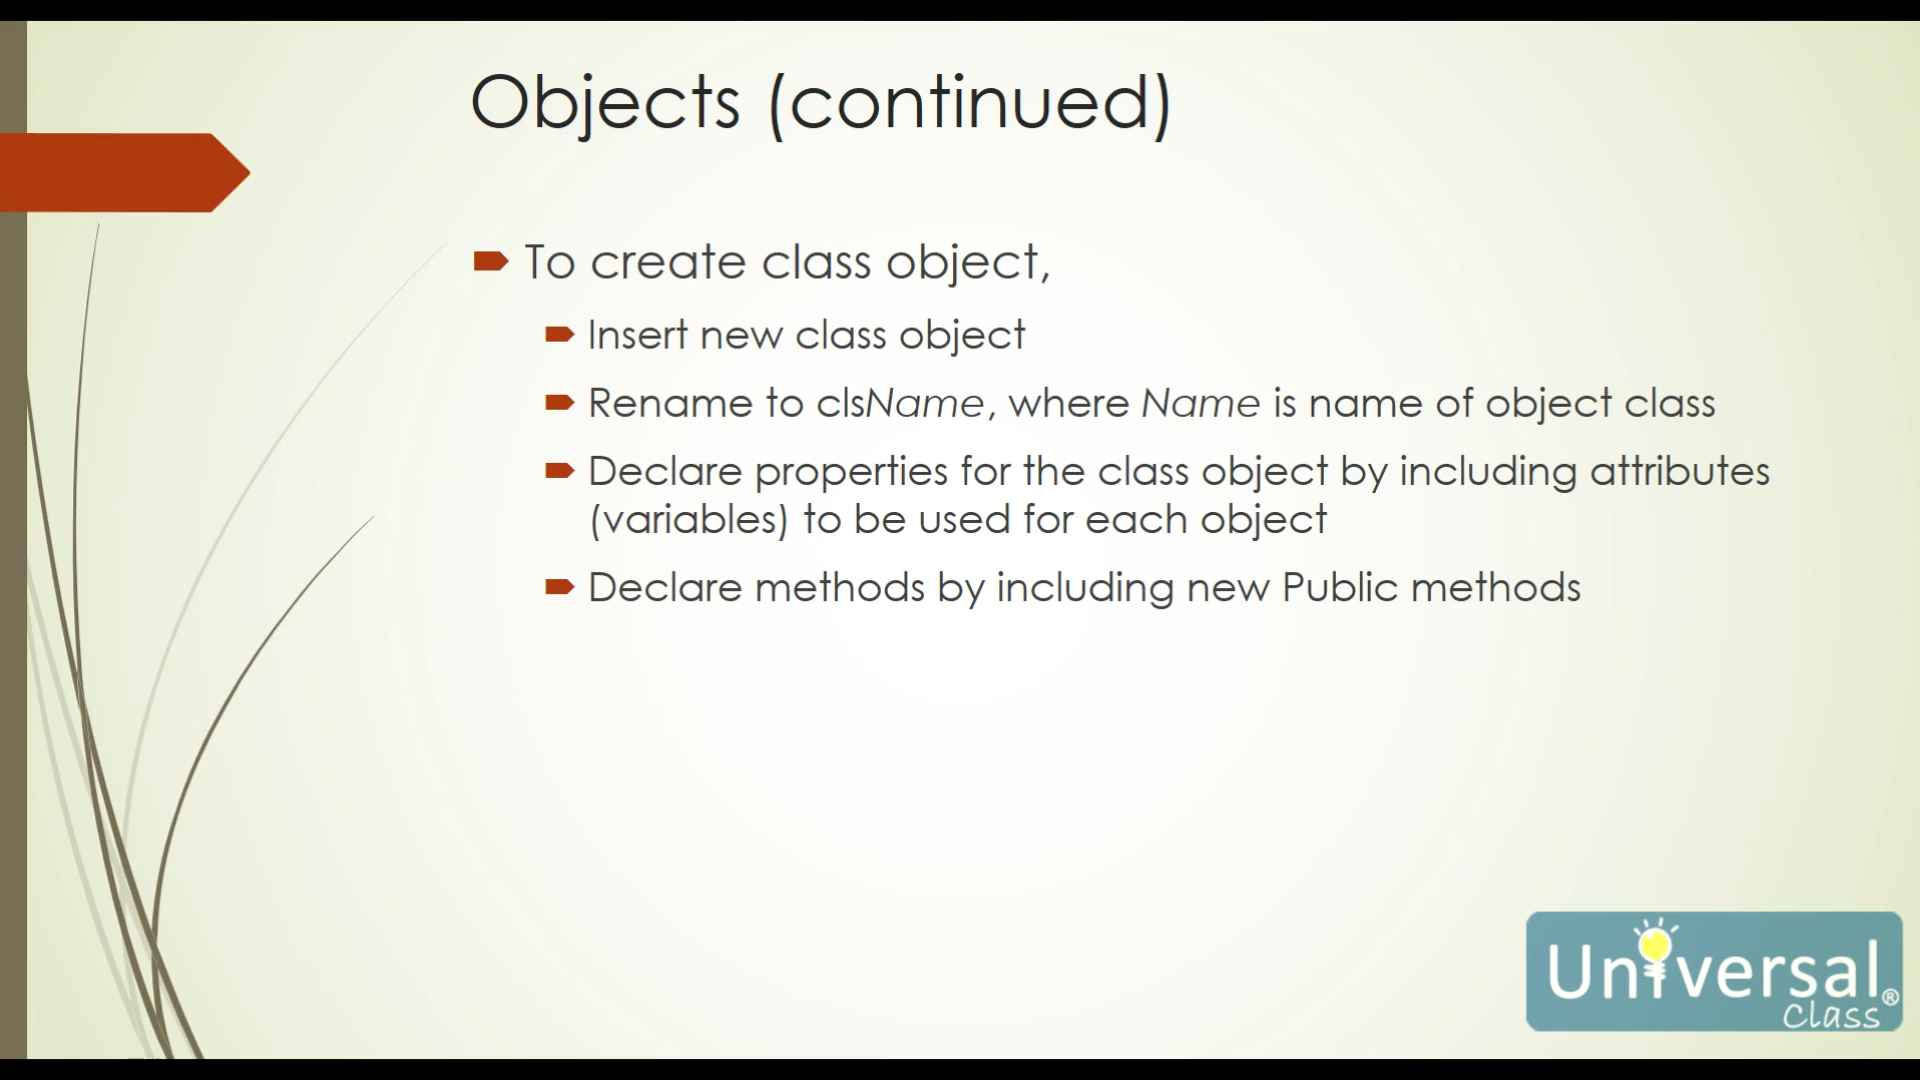 Objects (continued)
To create class object,
Insert new class object
Rename to clsName, where Name is name of object class
Declare properties for the class object by including attributes
(variables) to be used for each object
Declare methods by including new Public methods
Universal®
Class